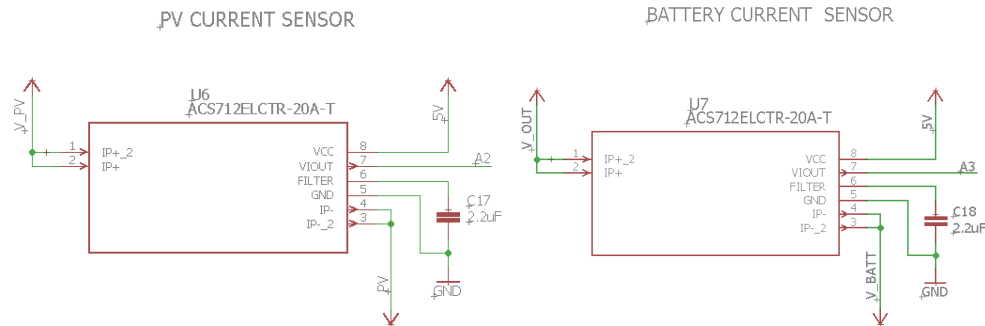 PV CURRENT SENSOR
V_PV
U6
ACS712ELCTR-20A-T
1 IP+_2
2 IP+
VCC 8
VIOUT 7
FILTER 6
GND 5
IP- 4
IP-_2 3
5V
A2
C17
2.2uF
GND
PV
BATTERY CURRENT SENSOR
V_OUT
U7
ACS712ELCTR-20A-T
1 IP+_2
2 IP+
VCC 8
VIOUT 7
FILTER 6
GND 5
IP- 4
IP-_2 3
5V
A3
C18
2.2uF
GND
V_BATT